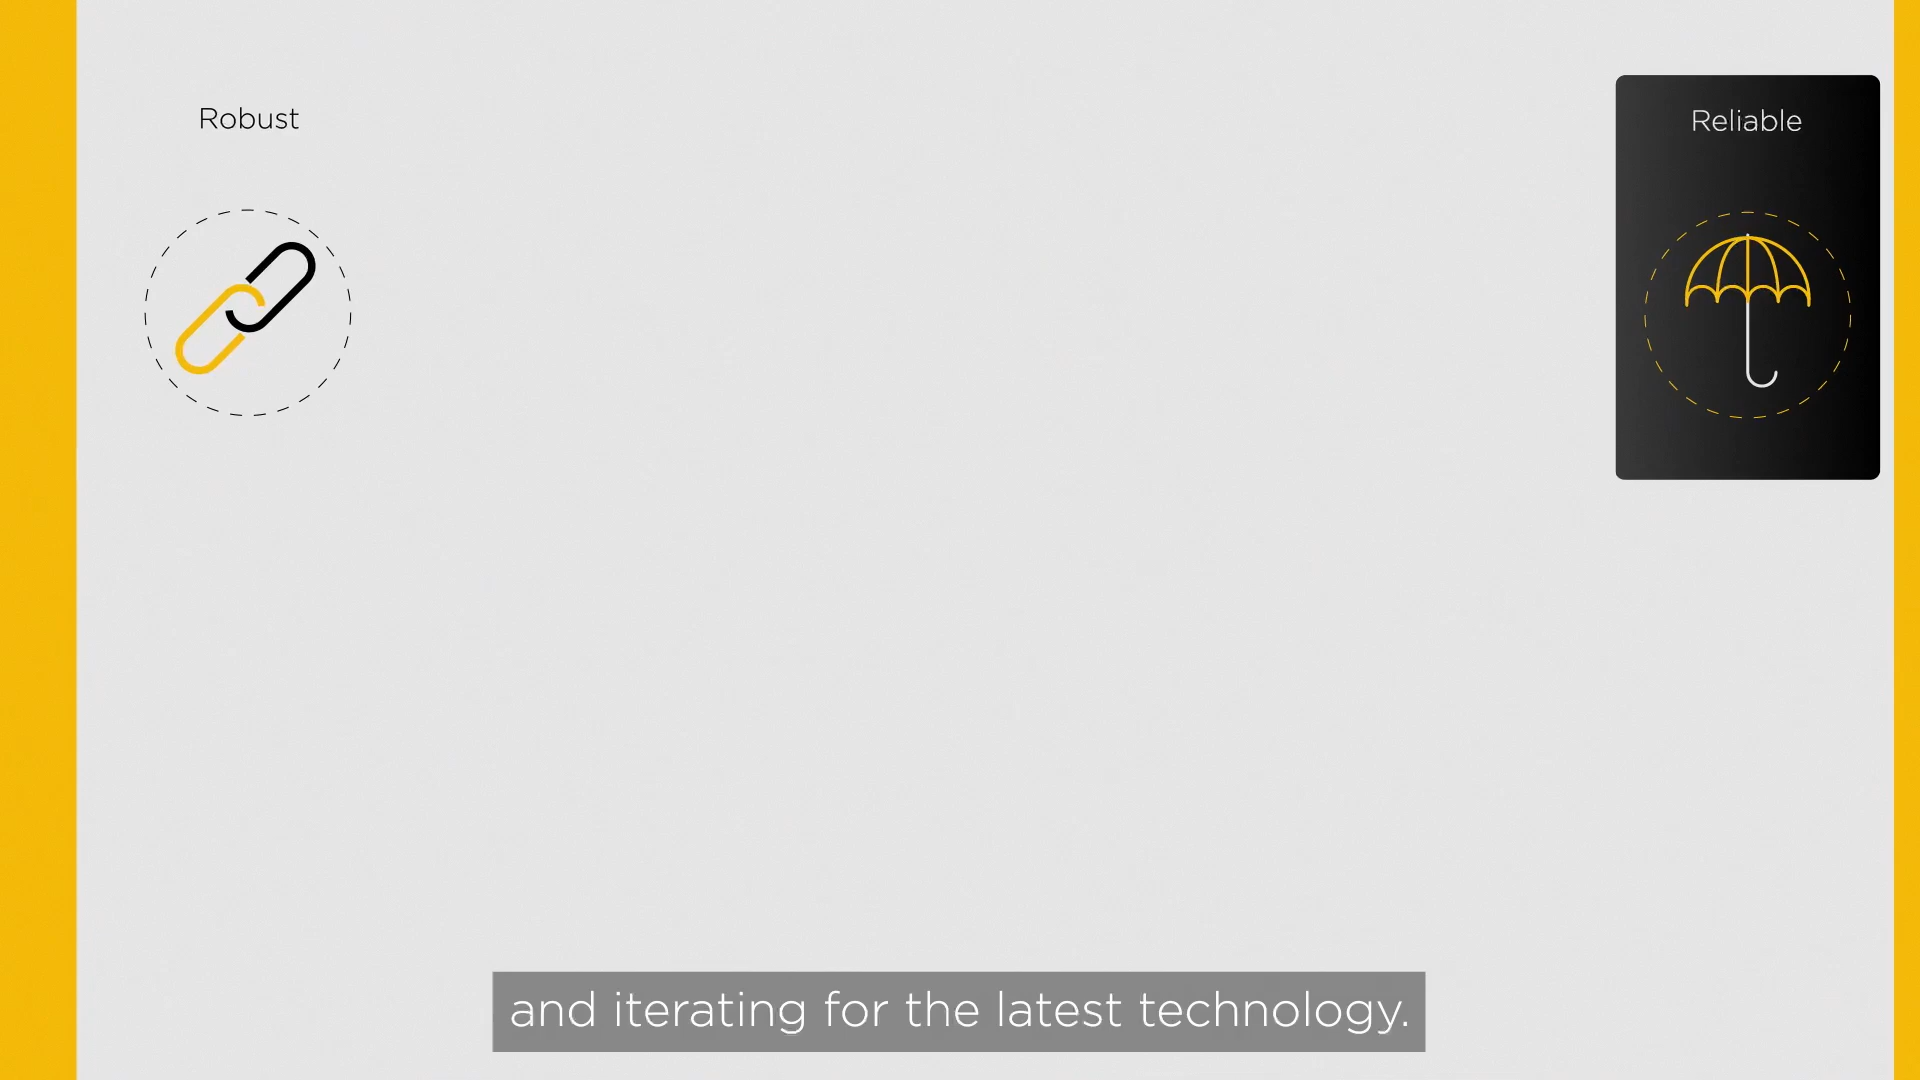 Robust
Reliable
and iterating for the latest technology.